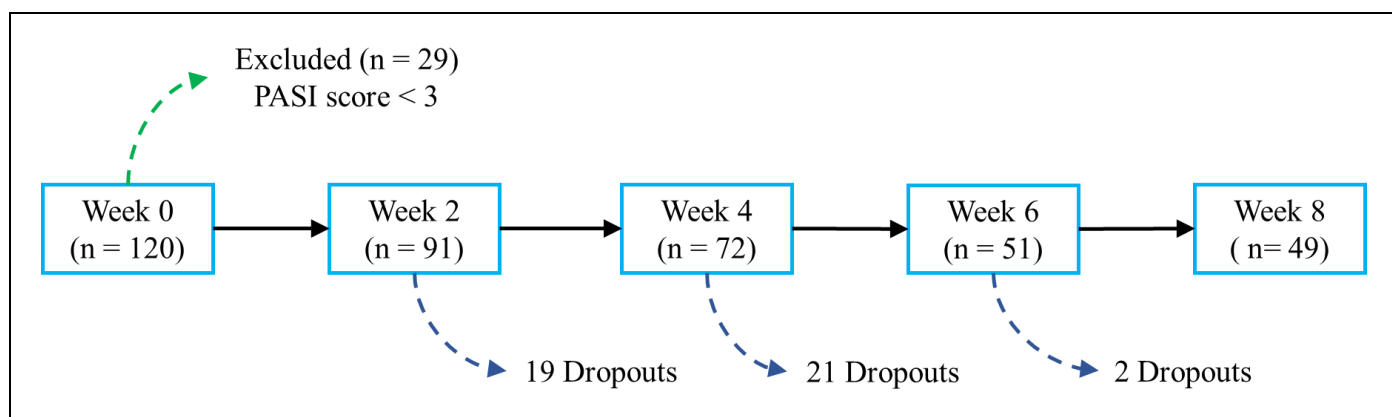 Excluded (n = 29)
PASI score < 3
Week 0
(n = 120)
Week 2
(n = 91)
Week 4
(n = 72)
Week 6
(n = 51)
Week 8
( n= 49)
19 Dropouts
21 Dropouts
2 Dropouts